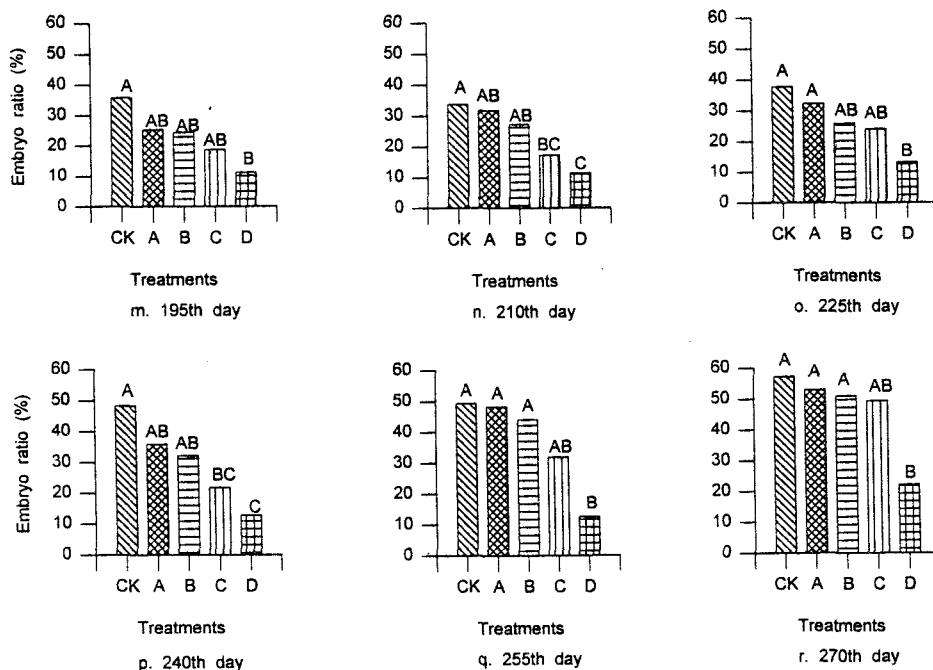 Embryo ratio (%)
60
50
40
30
20
10
0
A
AB
AB
AB
B
CK A B C D
Treatments
m. 195th day
60
50
40
30
20
10
0
A
AB
AB
BC
C
CK A B C D
Treatments
n. 210th day
60
50
40
30
20
10
0
A
A
AB
AB
B
CK A B C D
Treatments
o. 225th day
Embryo ratio (%)
60
50
40
30
20
10
0
A
AB
AB
BC
C
CK A B C D
Treatments
p. 240th day
60
50
40
30
20
10
0
A
A
A
AB
B
CK A B C D
Treatments
q. 255th day
60
50
40
30
20
10
0
A
A
A
AB
B
CK A B C D
Treatments
r. 270th day